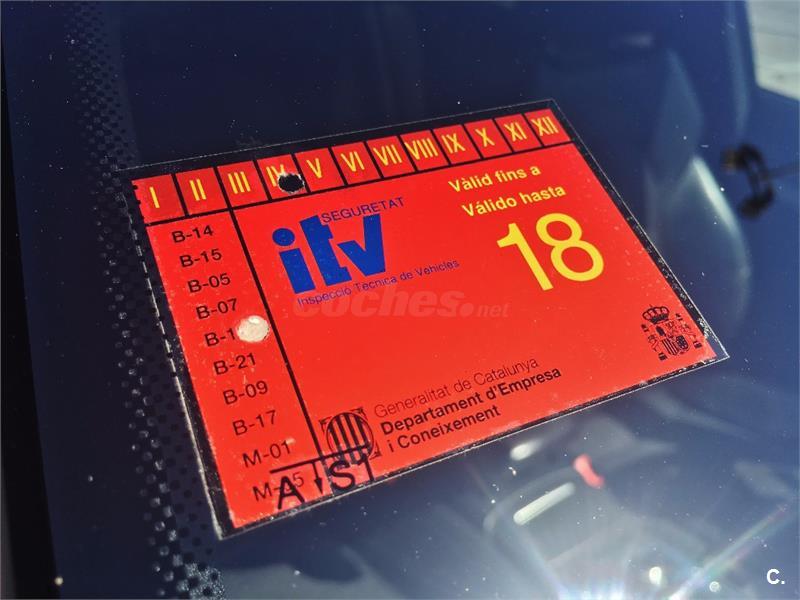 I II III IV V VI VII VIII IX X XI XII
SEGURETAT
itv
Inspecció Tècnica de Vehicles
Vàlid fins a
Válido hasta
18
B-14
B-15
B-05
B-07
B-21
B-09
B-17
M-01
coches.net
Generalitat de Catalunya
Departament d'Empresa
i Coneixement
A S T
C.